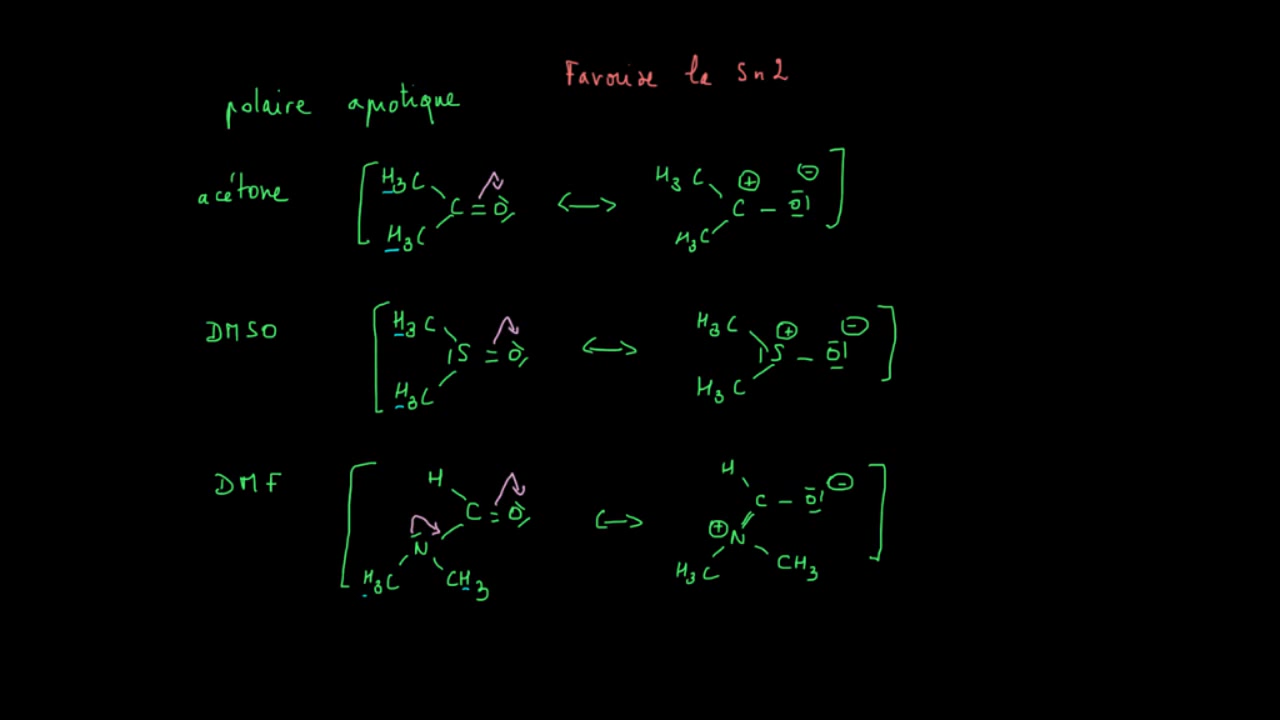 Favorise la Sn2
polaire aprotique
acétone [ H3C H3C C = O ⟷ H3C H3C C ⊕ — O ⊖ ]
DMSO [ H3C H3C S = O ⟷ H3C H3C S ⊕ — O ⊖ ]
DMF [ H C = O N H3C CH3 ⟷ H C — O ⊖ ⊕ N H3C CH3 ]